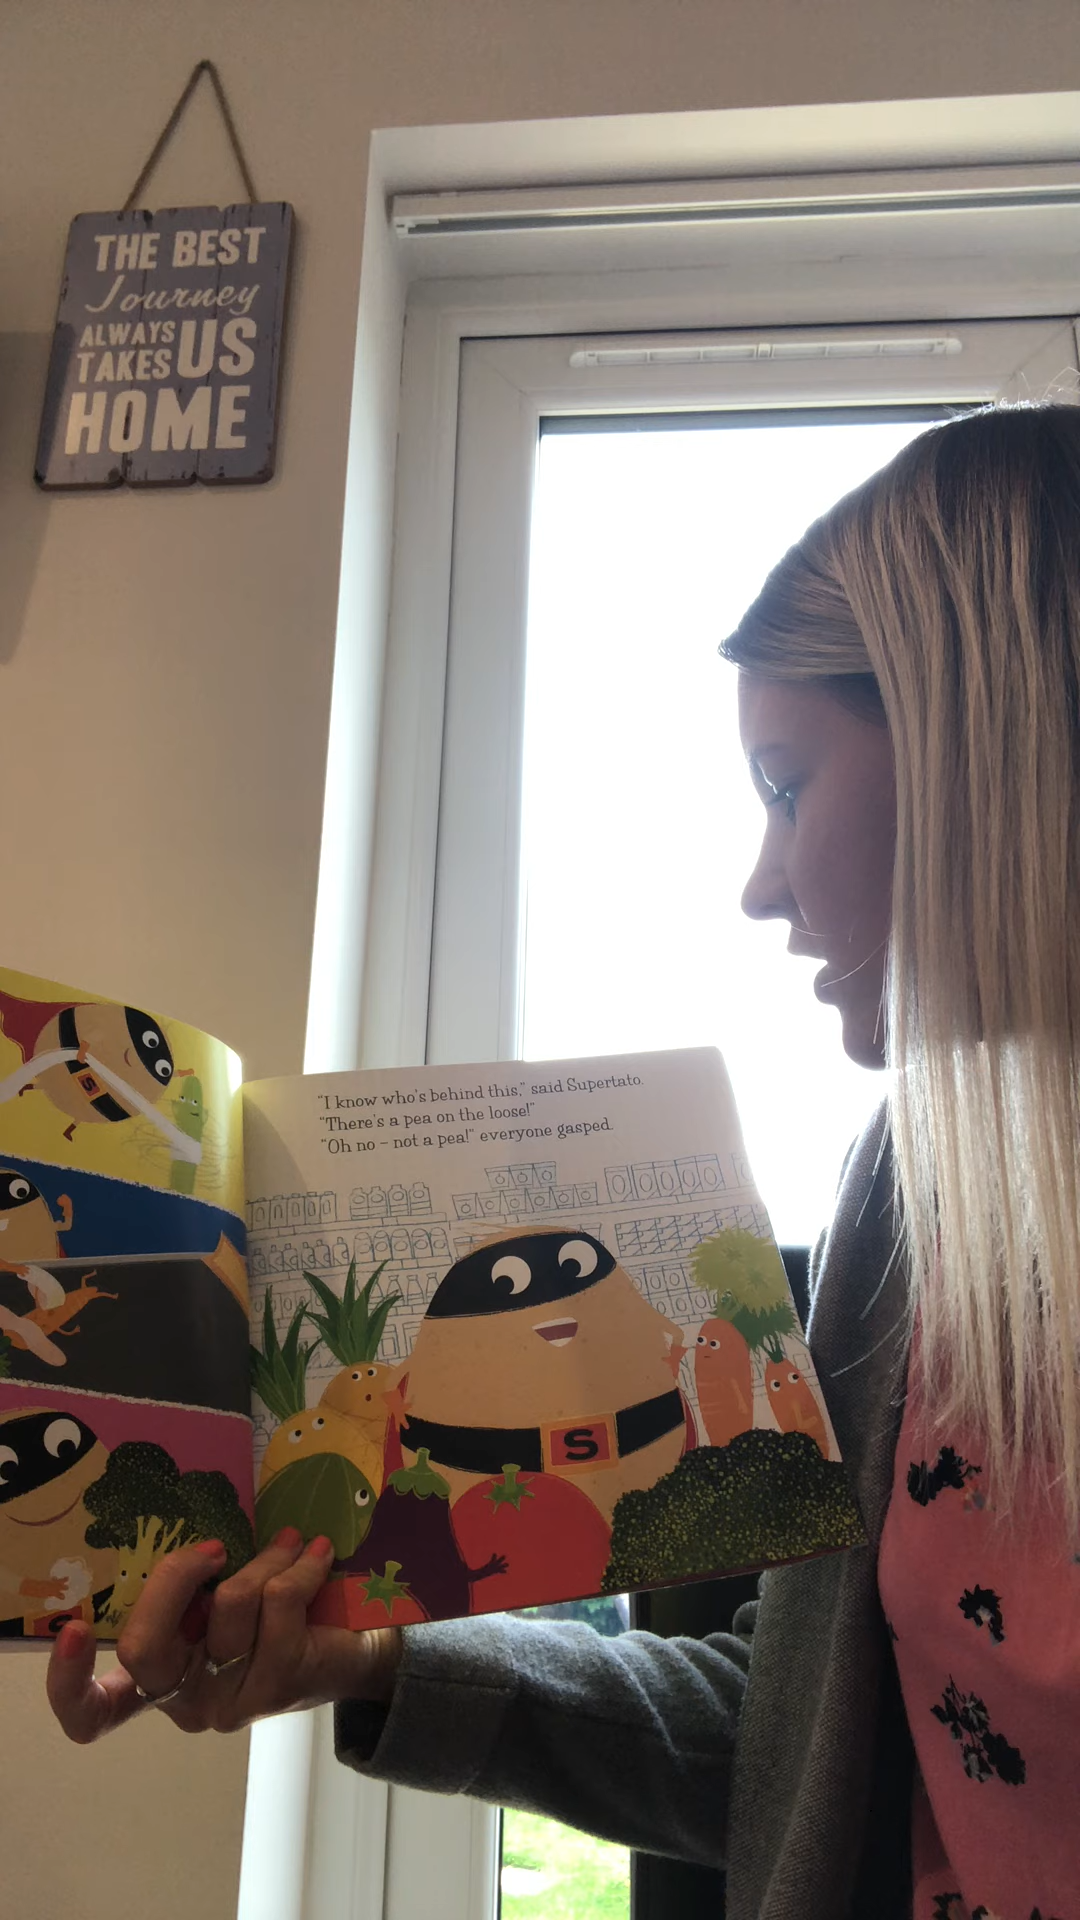 THE BEST
Journey
ALWAYS
TAKES US
HOME
"I know who's behind this," said Supertato.
"There's a pea on the loose!"
"Oh no – not a pea!" everyone gasped.
S
S